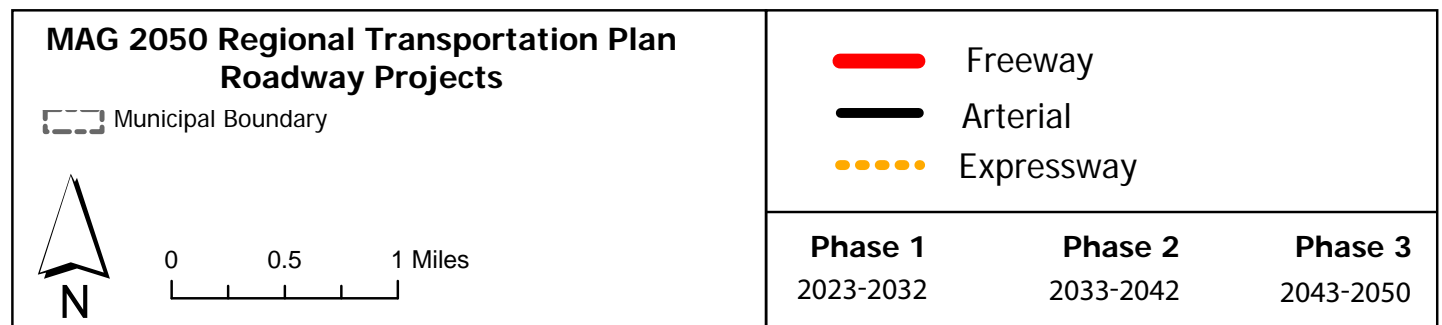 MAG 2050 Regional Transportation Plan
Roadway Projects
Municipal Boundary
N
0 0.5 1 Miles
Freeway
Arterial
Expressway
Phase 1 Phase 2 Phase 3
2023-2032 2033-2042 2043-2050